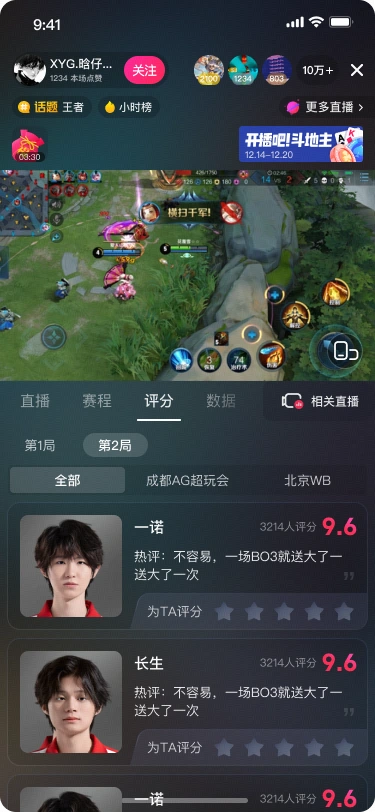 9:41
XYG.晗仔...
1234 本场点赞
关注
2100
1234
803
10万+
# 话题 王者
小时榜
更多直播 >
03:30
开播吧!斗地主
12.14–12.20
横扫千军!
直播
赛程
评分
数据
相关直播
第1局
第2局
全部
成都AG超玩会
北京WB
一诺
3214人评分 9.6
热评:不容易,一场BO3就送大了一
送大了一次
为TA评分
长生
3214人评分 9.6
热评:不容易,一场BO3就送大了一
送大了一次
为TA评分
一诺
3214人评分 9.6